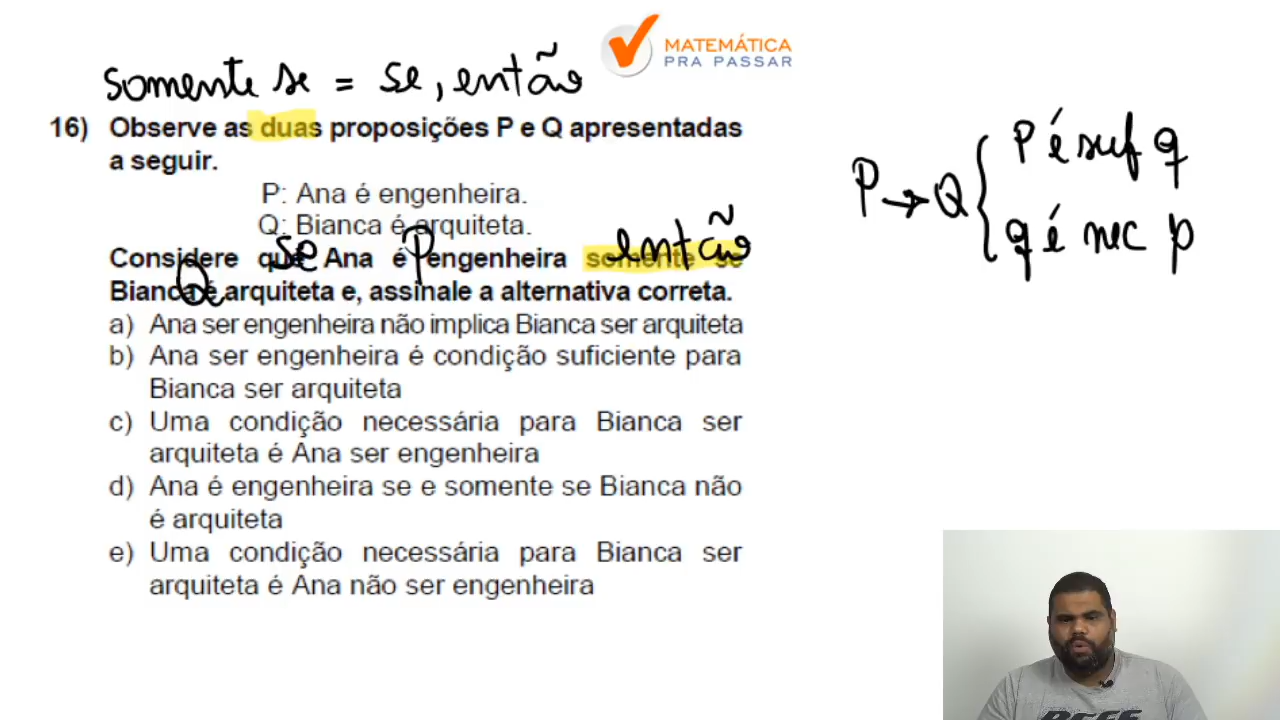 MATEMÁTICA
PRA PASSAR
somente se = se, então
16) Observe as duas proposições P e Q apresentadas
a seguir.
P: Ana é engenheira.
Q: Bianca é arquiteta.
se P então
Considere que Ana é engenheira somente se
Q
Bianca é arquiteta e, assinale a alternativa correta.
a) Ana ser engenheira não implica Bianca ser arquiteta
b) Ana ser engenheira é condição suficiente para
Bianca ser arquiteta
c) Uma condição necessária para Bianca ser
arquiteta é Ana ser engenheira
d) Ana é engenheira se e somente se Bianca não
é arquiteta
e) Uma condição necessária para Bianca ser
arquiteta é Ana não ser engenheira
P → Q { P é suf q
q é nec p